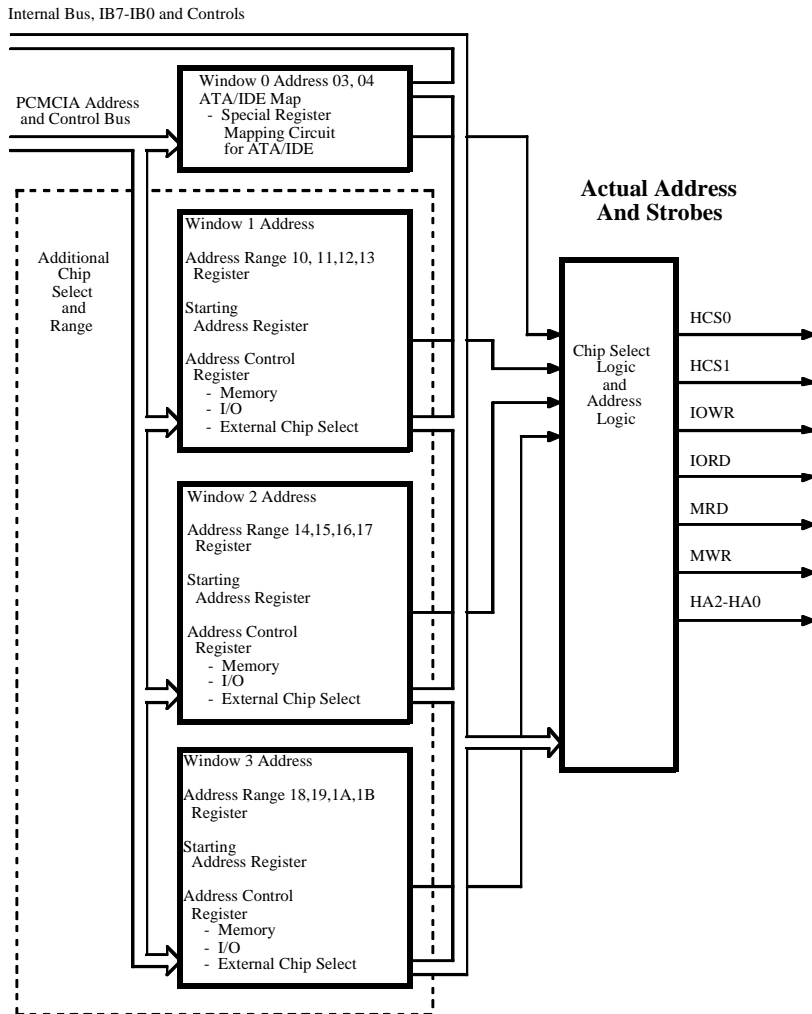 Internal Bus, IB7-IB0 and Controls
PCMCIA Address
and Control Bus
Window 0 Address 03, 04
ATA/IDE Map
- Special Register
Mapping Circuit
for ATA/IDE
Additional
Chip
Select
and
Range
Window 1 Address
Address Range 10, 11,12,13
Register
Starting
Address Register
Address Control
Register
- Memory
- I/O
- External Chip Select
Window 2 Address
Address Range 14,15,16,17
Register
Starting
Address Register
Address Control
Register
- Memory
- I/O
- External Chip Select
Window 3 Address
Address Range 18,19,1A,1B
Register
Starting
Address Register
Address Control
Register
- Memory
- I/O
- External Chip Select
Actual Address
And Strobes
Chip Select
Logic
and
Address
Logic
HCS0
HCS1
IOWR
IORD
MRD
MWR
HA2-HA0